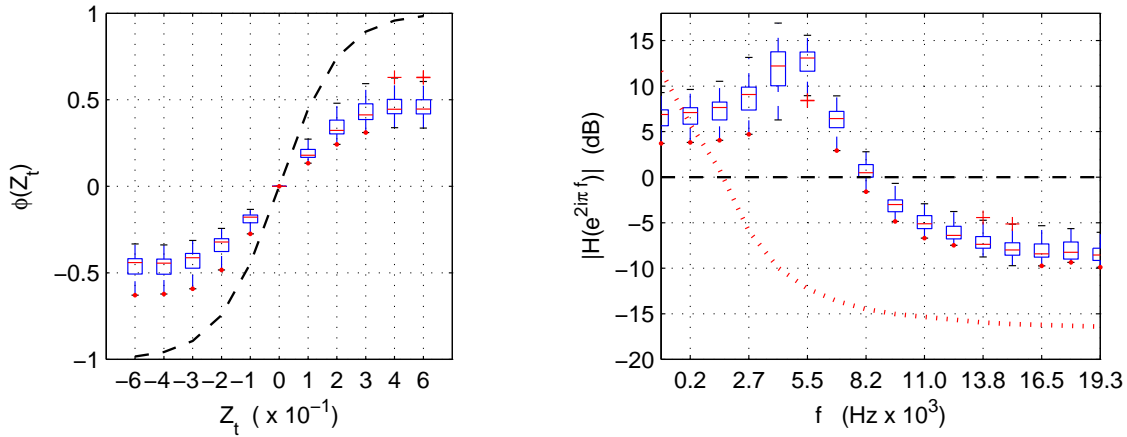 1
0.5
0
−0.5
−1
ϕ(Z_t)
−6 −4 −3 −2 −1 0 1 2 3 4 6
Z_t ( x 10^{-1})
20
15
10
5
0
−5
−10
−15
−20
|H(e^{2iπ f})| (dB)
0.2 2.7 5.5 8.2 11.0 13.8 16.5 19.3
f (Hz x 10^3)